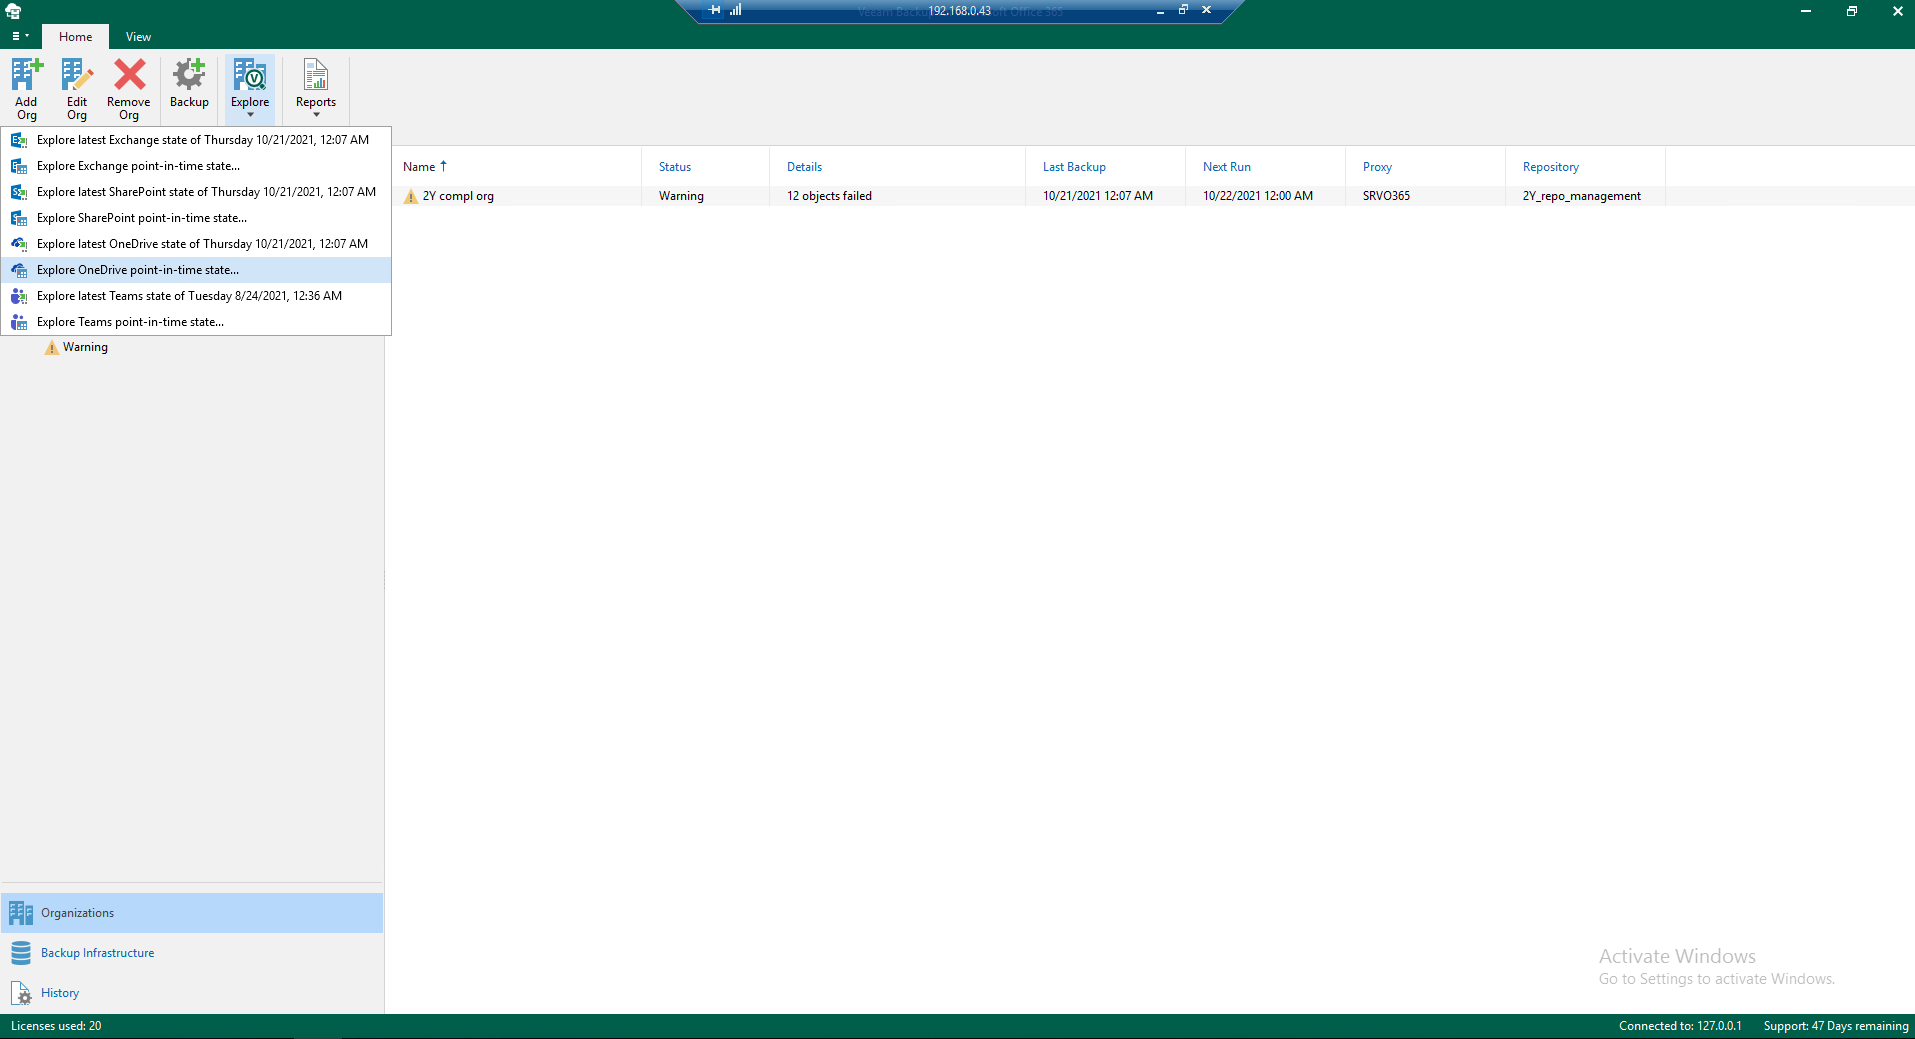 Veeam Backup 192.168.0.43 soft Office 365
Home View
Add Org
Edit Org
Remove Org
Backup
Explore
Reports
Explore latest Exchange state of Thursday 10/21/2021, 12:07 AM
Explore Exchange point-in-time state...
Explore latest SharePoint state of Thursday 10/21/2021, 12:07 AM
Explore SharePoint point-in-time state...
Explore latest OneDrive state of Thursday 10/21/2021, 12:07 AM
Explore OneDrive point-in-time state...
Explore latest Teams state of Tuesday 8/24/2021, 12:36 AM
Explore Teams point-in-time state...
Warning
Name Status Details Last Backup Next Run Proxy Repository
2Y compl org Warning 12 objects failed 10/21/2021 12:07 AM 10/22/2021 12:00 AM SRVO365 2Y_repo_management
Organizations
Backup Infrastructure
History
Activate Windows
Go to Settings to activate Windows.
Licenses used: 20
Connected to: 127.0.0.1 Support: 47 Days remaining